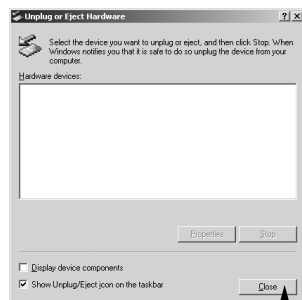 Unplug or Eject Hardware
Select the device you want to unplug or eject, and then click Stop. When
Windows notifies you that it is safe to do so unplug the device from your
computer.
Hardware devices:
Properties
Stop
Display device components
Show Unplug/Eject icon on the taskbar
Close